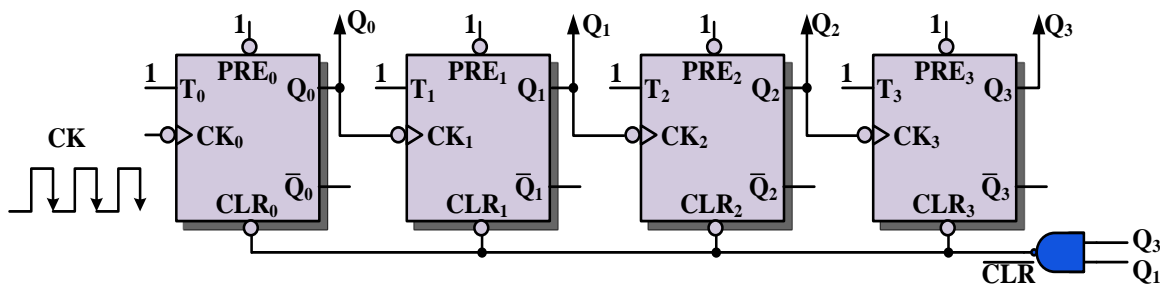 1 Q₀ 1 Q₁ 1 Q₂ 1 Q₃
PRE₀ PRE₁ PRE₂ PRE₃
1 T₀ Q₀ 1 T₁ Q₁ 1 T₂ Q₂ 1 T₃ Q₃
CK CK₀ CK₁ CK₂ CK₃
Q̅₀ Q̅₁ Q̅₂ Q̅₃
CLR₀ CLR₁ CLR₂ CLR₃
Q₃
C̅L̅R̅ Q₁